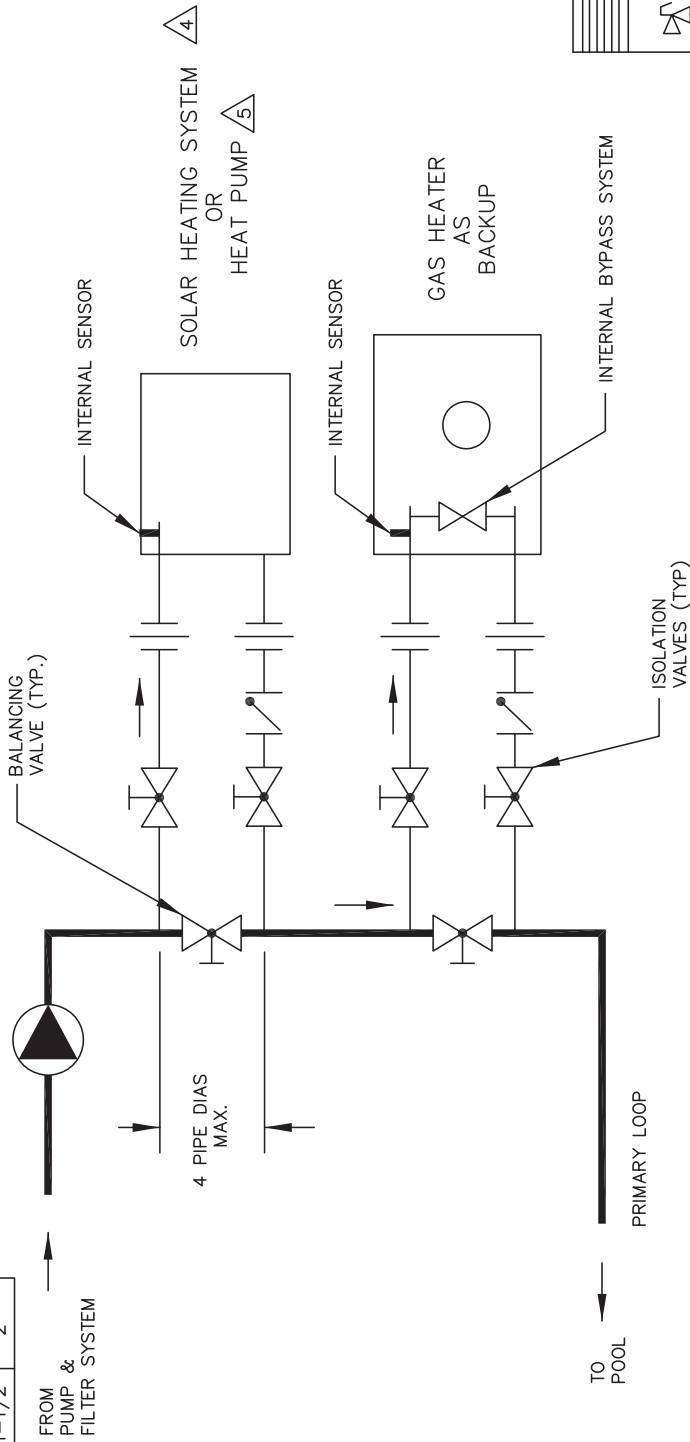 1-1/2
2
FROM
PUMP &
FILTER SYSTEM
BALANCING
VALVE (TYP.)
INTERNAL SENSOR
SOLAR HEATING SYSTEM 4
OR
HEAT PUMP 5
4 PIPE DIAS
MAX.
INTERNAL SENSOR
GAS HEATER
AS
BACKUP
INTERNAL BYPASS SYSTEM
ISOLATION
VALVES (TYP)
PRIMARY LOOP
TO
POOL